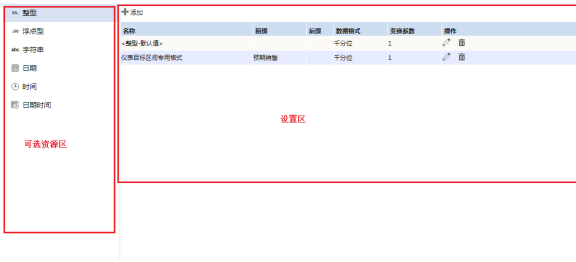 整型
浮点型
abc 字符串
日期
时间
日期时间
可选资源区
添加
名称 前缀 后缀 数据格式 变换系数 操作
<整型-默认值> 千分位 1
仪表目标区间专用格式 预期销售 千分位 1
设置区